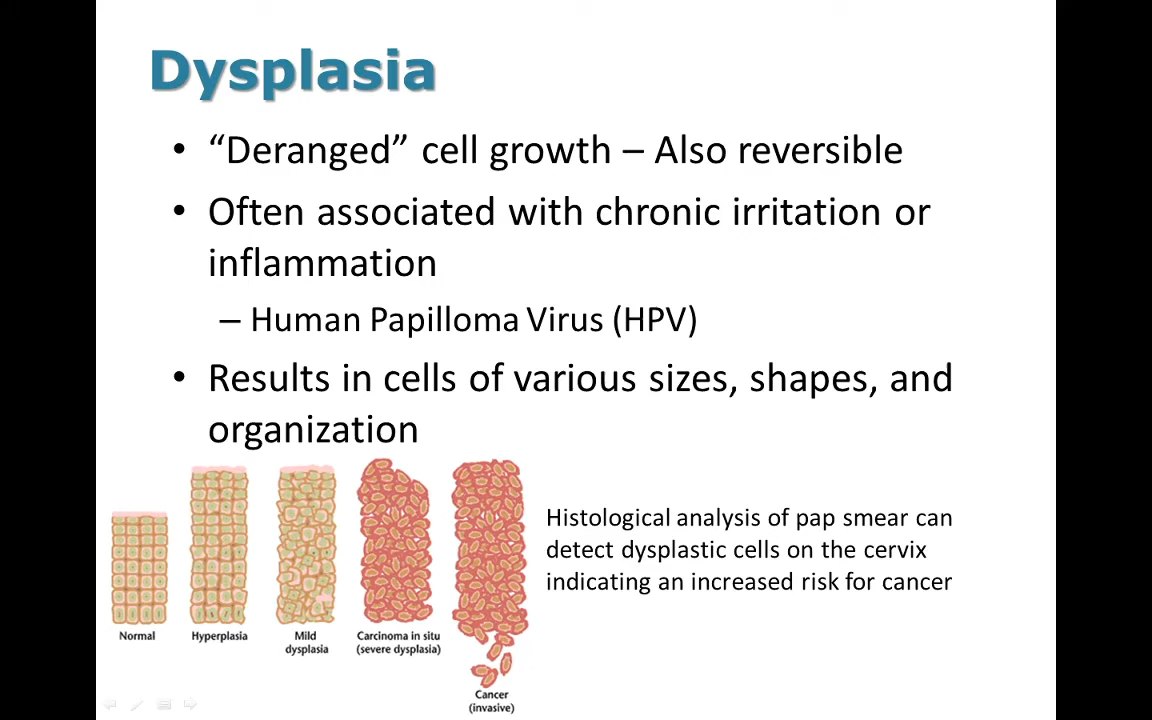 Dysplasia
• “Deranged” cell growth – Also reversible
• Often associated with chronic irritation or
inflammation
– Human Papilloma Virus (HPV)
• Results in cells of various sizes, shapes, and
organization
Histological analysis of pap smear can
detect dysplastic cells on the cervix
indicating an increased risk for cancer
Normal
Hyperplasia
Mild
dysplasia
Carcinoma in situ
(severe dysplasia)
Cancer
(invasive)